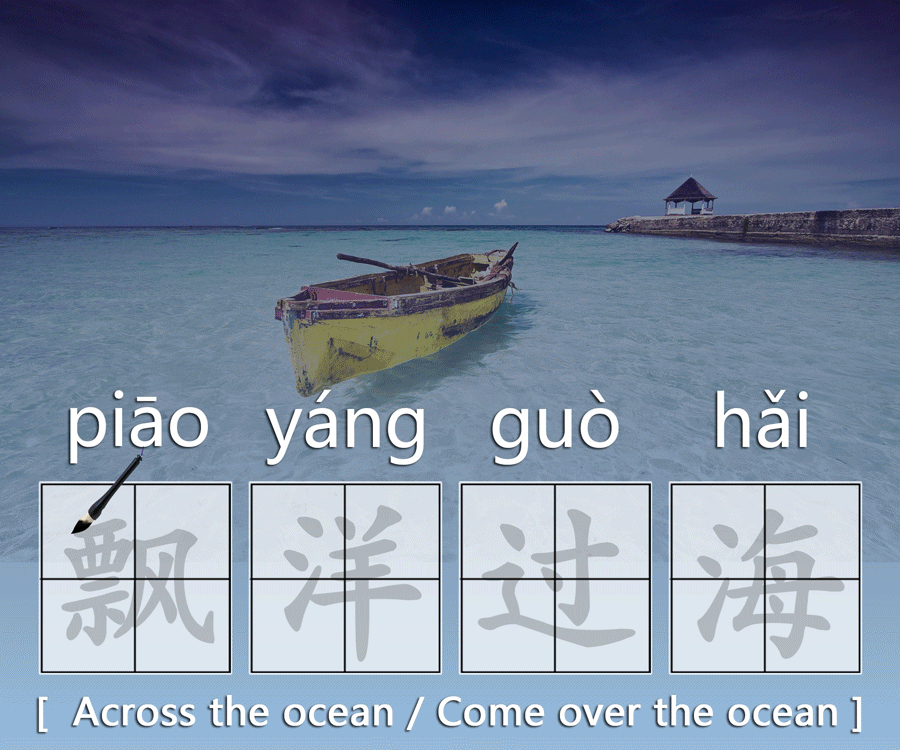 piāo yáng guò hǎi
飘洋过海
[ Across the ocean / Come over the ocean ]